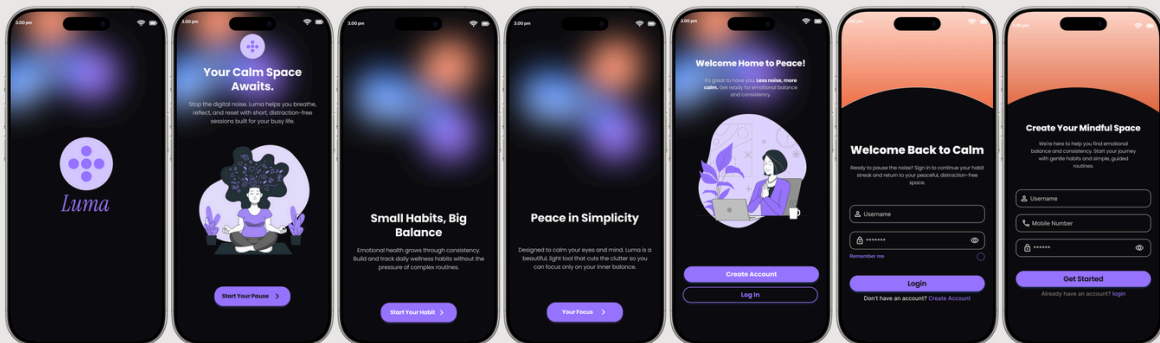 3.00 pm
Luma
3.00 pm
Your Calm Space
Awaits.
Stop the digital noise. Luma helps you breathe,
reflect, and reset with short, distraction-free
sessions built for your busy life.
Start Your Pause
3.00 pm
Small Habits, Big
Balance
Emotional health grows through consistency.
Build and track daily wellness habits without the
pressure of complex routines.
Start Your Habit
3.00 pm
Peace in Simplicity
Designed to calm your eyes and mind. Luma is a
beautiful, light tool that cuts the clutter so you
can focus only on your inner balance.
Your Focus
3.00 pm
Welcome Home to Peace!
It's great to have you. Less noise, more
calm. Get ready for emotional balance
and consistency.
Create Account
Log In
3.00 pm
Welcome Back to Calm
Ready to pause the noise? Sign in to continue your habit
streak and return to your peaceful, distraction-free
space.
Username
*******
Remember me
Login
Don't have an account? Create Account
3.00 pm
Create Your Mindful Space
We're here to help you find emotional
balance and consistency. Start your journey
with gentle habits and simple, guided
routines.
Username
Mobile Number
******
Get Started
Already have an account? login